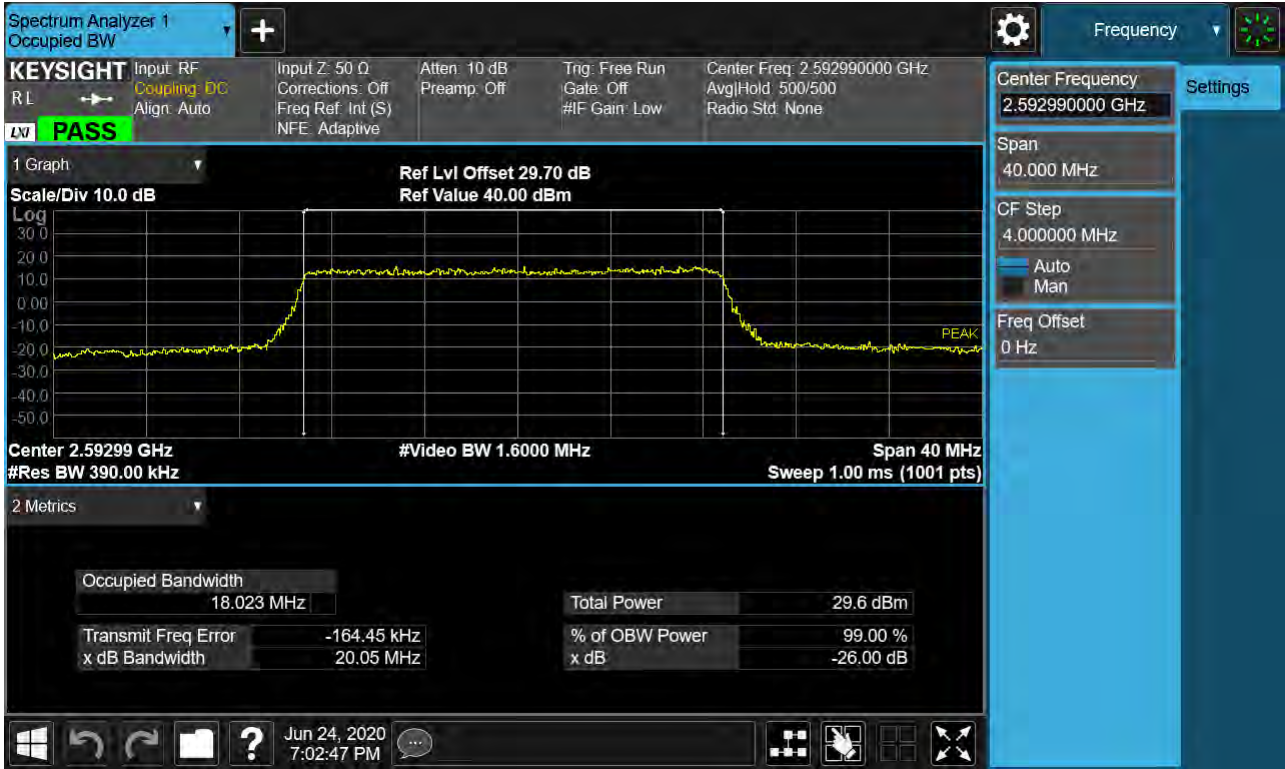 Spectrum Analyzer 1
Occupied BW
Frequency
KEYSIGHT
R L
LXI PASS
Input: RF
Coupling: DC
Align: Auto
Input Z: 50 Ω
Corrections: Off
Freq Ref: Int (S)
NFE: Adaptive
Atten: 10 dB
Preamp: Off
Trig: Free Run
Gate: Off
#IF Gain: Low
Center Freq: 2.592990000 GHz
Avg|Hold: 500/500
Radio Std: None
Center Frequency
2.592990000 GHz
Settings
Span
40.000 MHz
CF Step
4.000000 MHz
Auto
Man
Freq Offset
0 Hz
1 Graph
Scale/Div 10.0 dB
Ref Lvl Offset 29.70 dB
Ref Value 40.00 dBm
Log
30.0
20.0
10.0
0.00
-10.0
-20.0
-30.0
-40.0
-50.0
PEAK
Center 2.59299 GHz
#Video BW 1.6000 MHz
Span 40 MHz
#Res BW 390.00 kHz
Sweep 1.00 ms (1001 pts)
2 Metrics
Occupied Bandwidth
18.023 MHz
Total Power 29.6 dBm
Transmit Freq Error -164.45 kHz
% of OBW Power 99.00 %
x dB Bandwidth 20.05 MHz
x dB -26.00 dB
?
Jun 24, 2020
7:02:47 PM